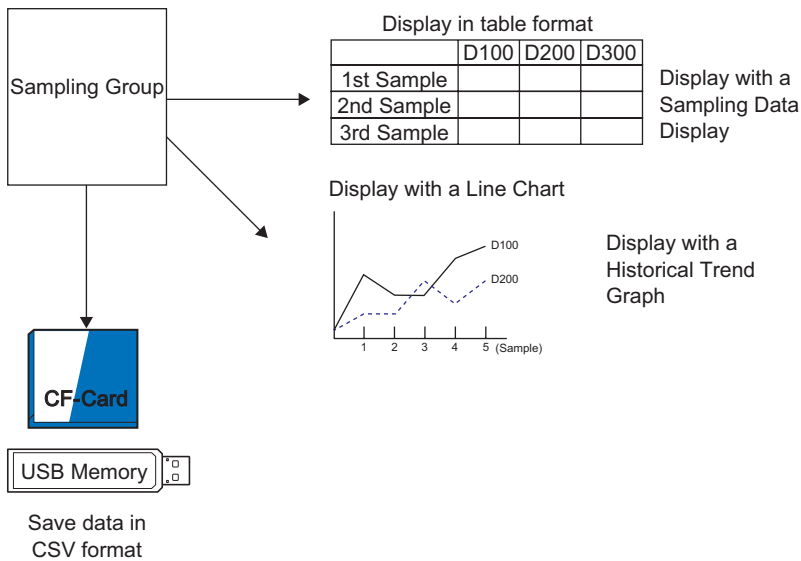 Sampling Group
Display in table format
D100 D200 D300
1st Sample
2nd Sample
3rd Sample
Display with a
Sampling Data
Display
Display with a Line Chart
D100
D200
1 2 3 4 5 (Sample)
Display with a
Historical Trend
Graph
CF-Card
USB Memory
Save data in
CSV format